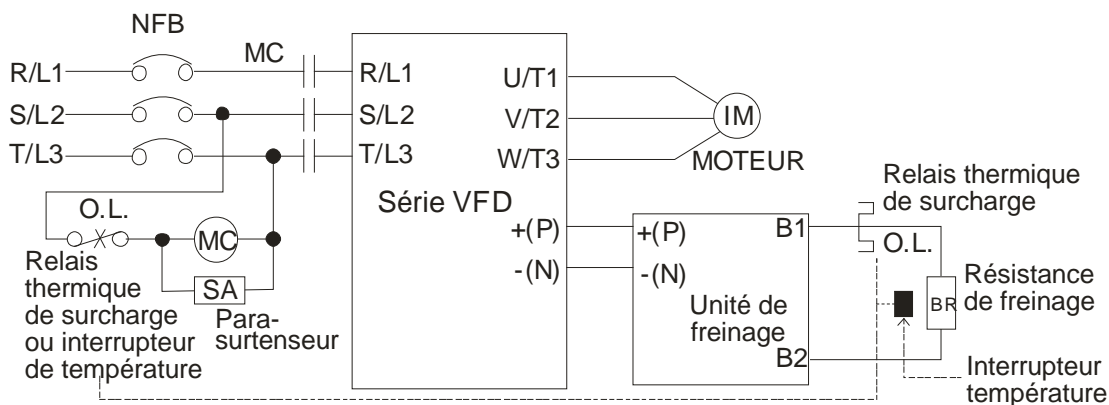 NFB
MC
R/L1
R/L1
U/T1
S/L2
S/L2
V/T2
IM
T/L3
T/L3
W/T3
MOTEUR
Série VFD
O.L.
MC
SA
Relais
thermique
de surcharge
ou interrupteur
de température
Para-
surtenseur
+(P)
-(N)
+(P)
-(N)
B1
Unité de
freinage
B2
Relais thermique
de surcharge
O.L.
BR
Résistance
de freinage
Interrupteur
température